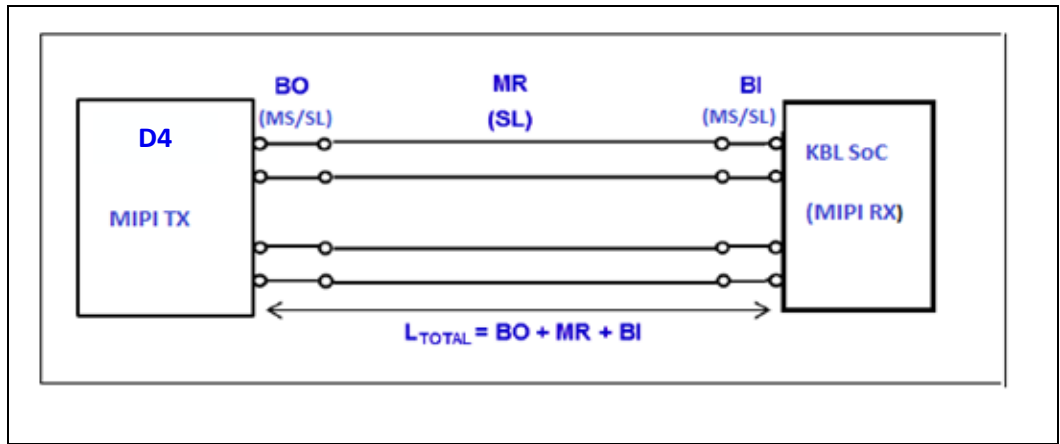 BO MR BI
(MS/SL) (SL) (MS/SL)
D4
MIPI TX
KBL SoC
(MIPI RX)
LTOTAL = BO + MR + BI